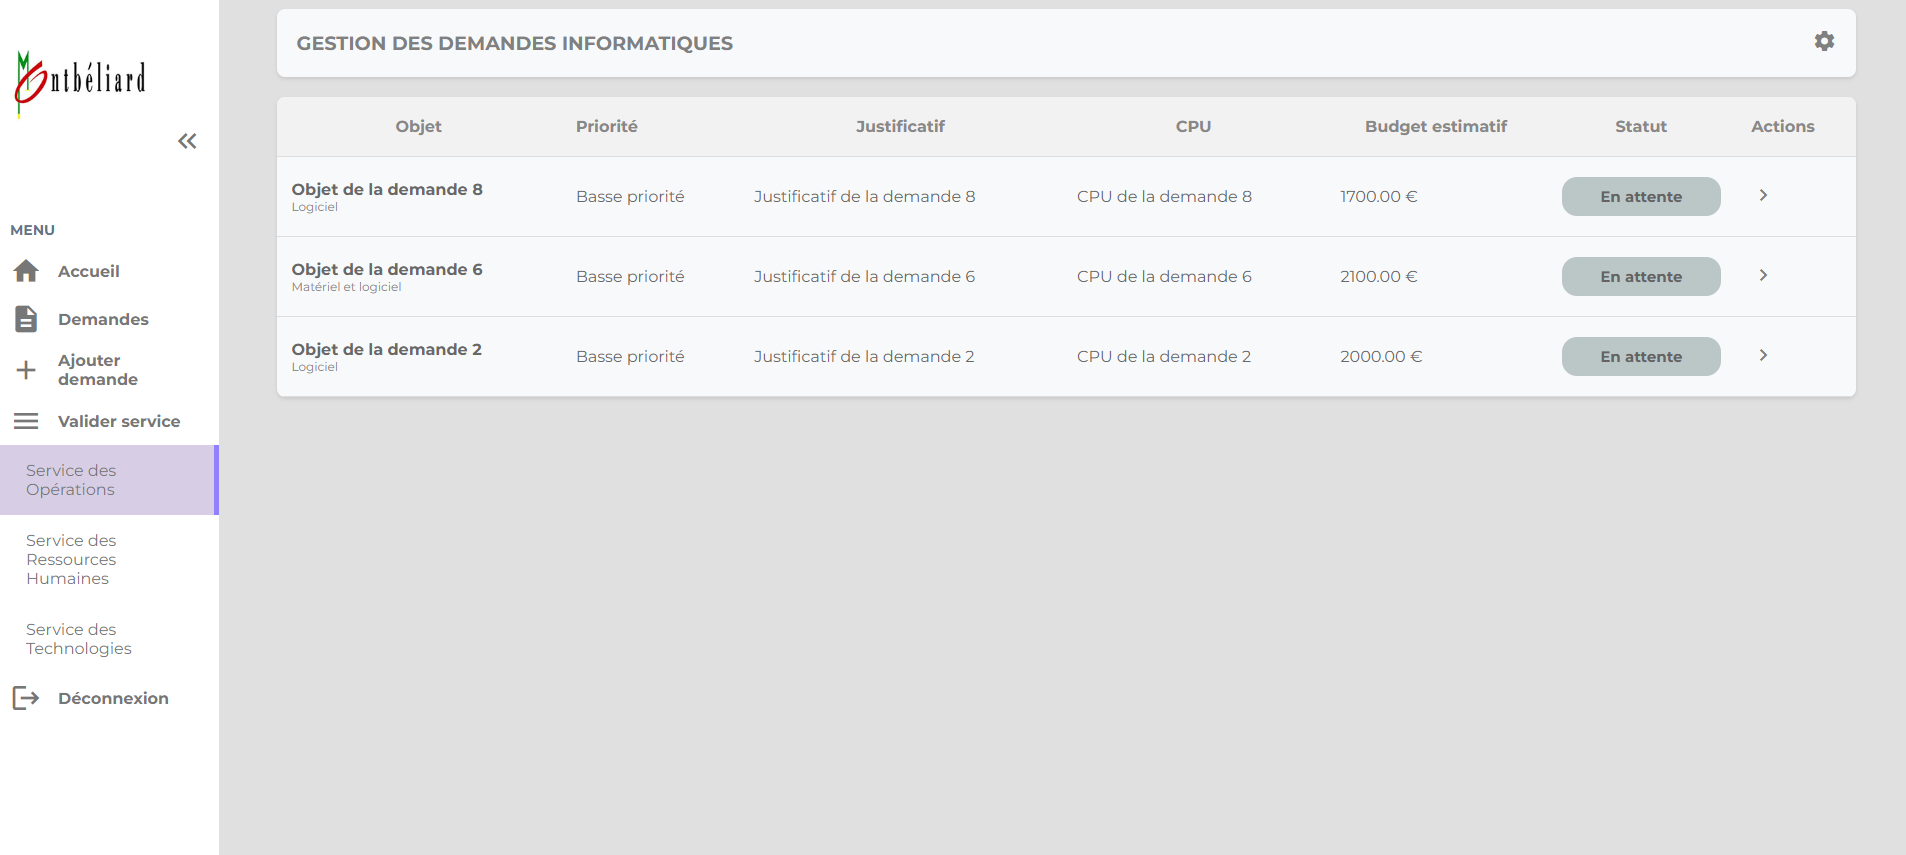 Montbéliard
MENU
Accueil
Demandes
Ajouter
demande
Valider service
Service des
Opérations
Service des
Ressources
Humaines
Service des
Technologies
Déconnexion
GESTION DES DEMANDES INFORMATIQUES
Objet Priorité Justificatif CPU Budget estimatif Statut Actions
Objet de la demande 8 Basse priorité Justificatif de la demande 8 CPU de la demande 8 1700.00 € En attente
Logiciel
Objet de la demande 6 Basse priorité Justificatif de la demande 6 CPU de la demande 6 2100.00 € En attente
Matériel et logiciel
Objet de la demande 2 Basse priorité Justificatif de la demande 2 CPU de la demande 2 2000.00 € En attente
Logiciel